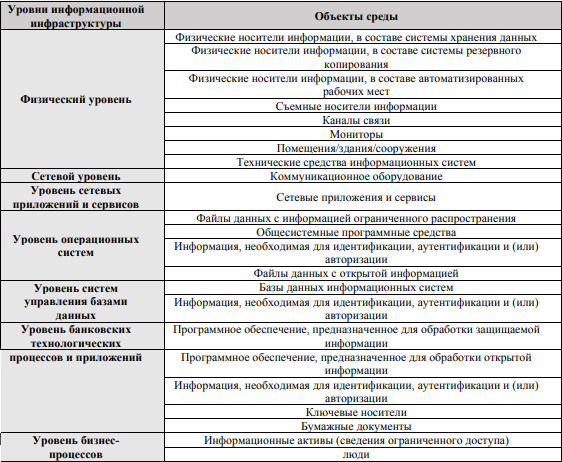 Уровни информационной
инфраструктуры
Объекты среды
Физический уровень
Физические носители информации, в составе системы хранения данных
Физические носители информации, в составе системы резервного
копирования
Физические носители информации, в составе автоматизированных
рабочих мест
Съемные носители информации
Каналы связи
Мониторы
Помещения/здания/сооружения
Технические средства информационных систем
Сетевой уровень
Коммуникационное оборудование
Уровень сетевых
приложений и сервисов
Сетевые приложения и сервисы
Уровень операционных
систем
Файлы данных с информацией ограниченного распространения
Общесистемные программные средства
Информация, необходимая для идентификации, аутентификации и (или)
авторизации
Файлы данных с открытой информацией
Уровень систем
управления базами
данных
Базы данных информационных систем
Информация, необходимая для идентификации, аутентификации и (или)
авторизации
Уровень банковских
технологических
Программное обеспечение, предназначенное для обработки защищаемой
информации
процессов и приложений
Программное обеспечение, предназначенное для обработки открытой
информации
Информация, необходимая для идентификации, аутентификации и (или)
авторизации
Ключевые носители
Бумажные документы
Уровень бизнес-
процессов
Информационные активы (сведения ограниченного доступа)
люди